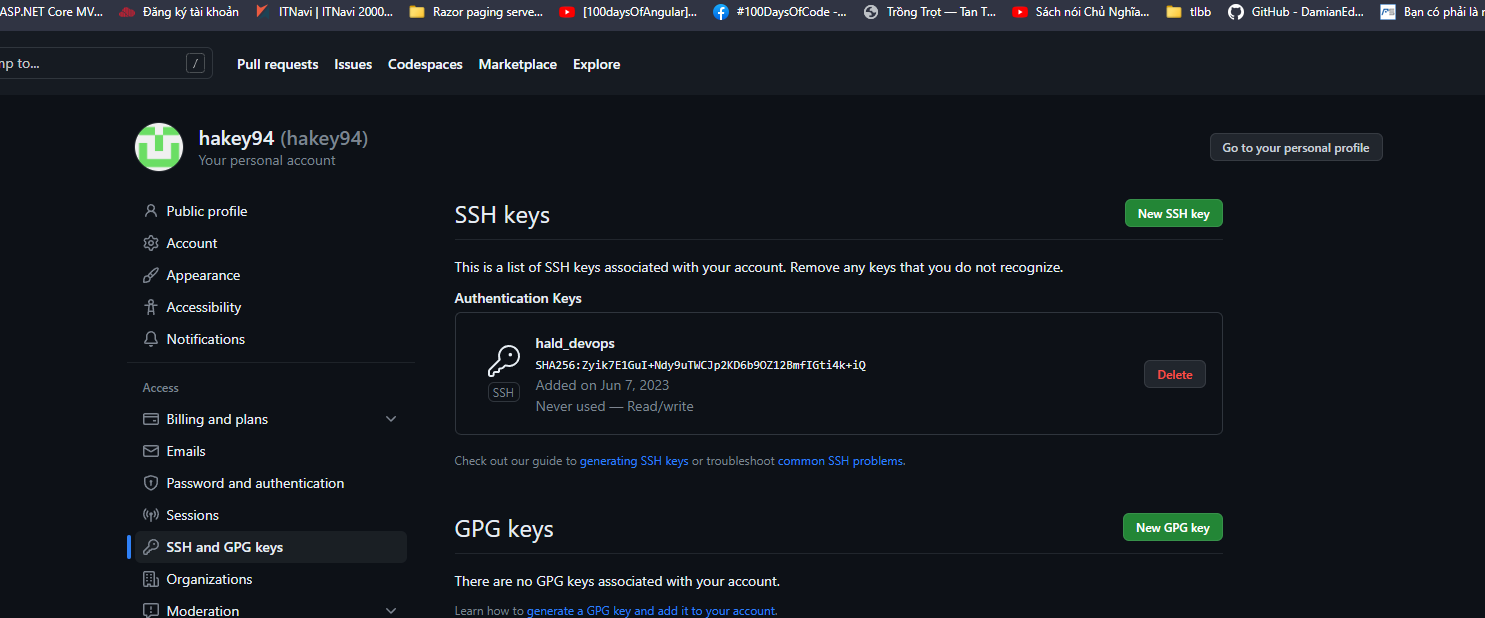 ASP.NET Core MV... Đăng ký tài khoản ITNavi | ITNavi 2000... Razor paging serve... [100daysOfAngular]... #100DaysOfCode -... Trồng Trọt — Tan T... Sách nói Chủ Nghĩa... tlbb GitHub - DamianEd... Bạn có phải là
to... / Pull requests Issues Codespaces Marketplace Explore
hakey94 (hakey94)
Your personal account
Go to your personal profile
Public profile
Account
Appearance
Accessibility
Notifications
Access
Billing and plans
Emails
Password and authentication
Sessions
SSH and GPG keys
Organizations
Moderation
SSH keys
New SSH key
This is a list of SSH keys associated with your account. Remove any keys that you do not recognize.
Authentication Keys
hald_devops
SHA256:Zyik7E1GuI+Ndy9uTWCJp2KD6b9OZ12BmfIGti4k+iQ
Added on Jun 7, 2023
Never used — Read/write
SSH
Delete
Check out our guide to generating SSH keys or troubleshoot common SSH problems.
GPG keys
New GPG key
There are no GPG keys associated with your account.
Learn how to generate a GPG key and add it to your account.